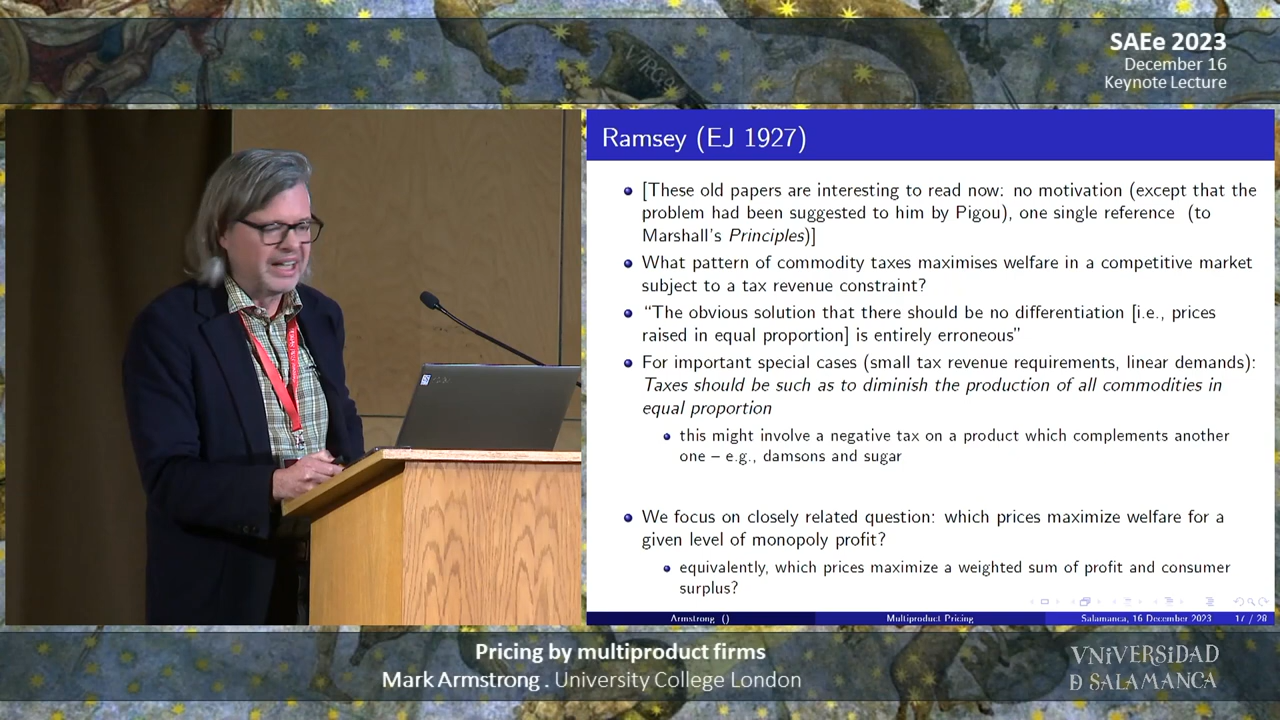 VIRGO
SAEe 2023
December 16
Keynote Lecture
Ramsey (EJ 1927)
[These old papers are interesting to read now: no motivation (except that the
problem had been suggested to him by Pigou), one single reference (to
Marshall's Principles)]
What pattern of commodity taxes maximises welfare in a competitive market
subject to a tax revenue constraint?
“The obvious solution that there should be no differentiation [i.e., prices
raised in equal proportion] is entirely erroneous”
For important special cases (small tax revenue requirements, linear demands):
Taxes should be such as to diminish the production of all commodities in
equal proportion
this might involve a negative tax on a product which complements another
one – e.g., damsons and sugar
We focus on closely related question: which prices maximize welfare for a
given level of monopoly profit?
equivalently, which prices maximize a weighted sum of profit and consumer
surplus?
Armstrong () Multiproduct Pricing Salamanca, 16 December 2023 17 / 28
Pricing by multiproduct firms
Mark Armstrong . University College London
VNiVERSiDAD
D SALAMANCA